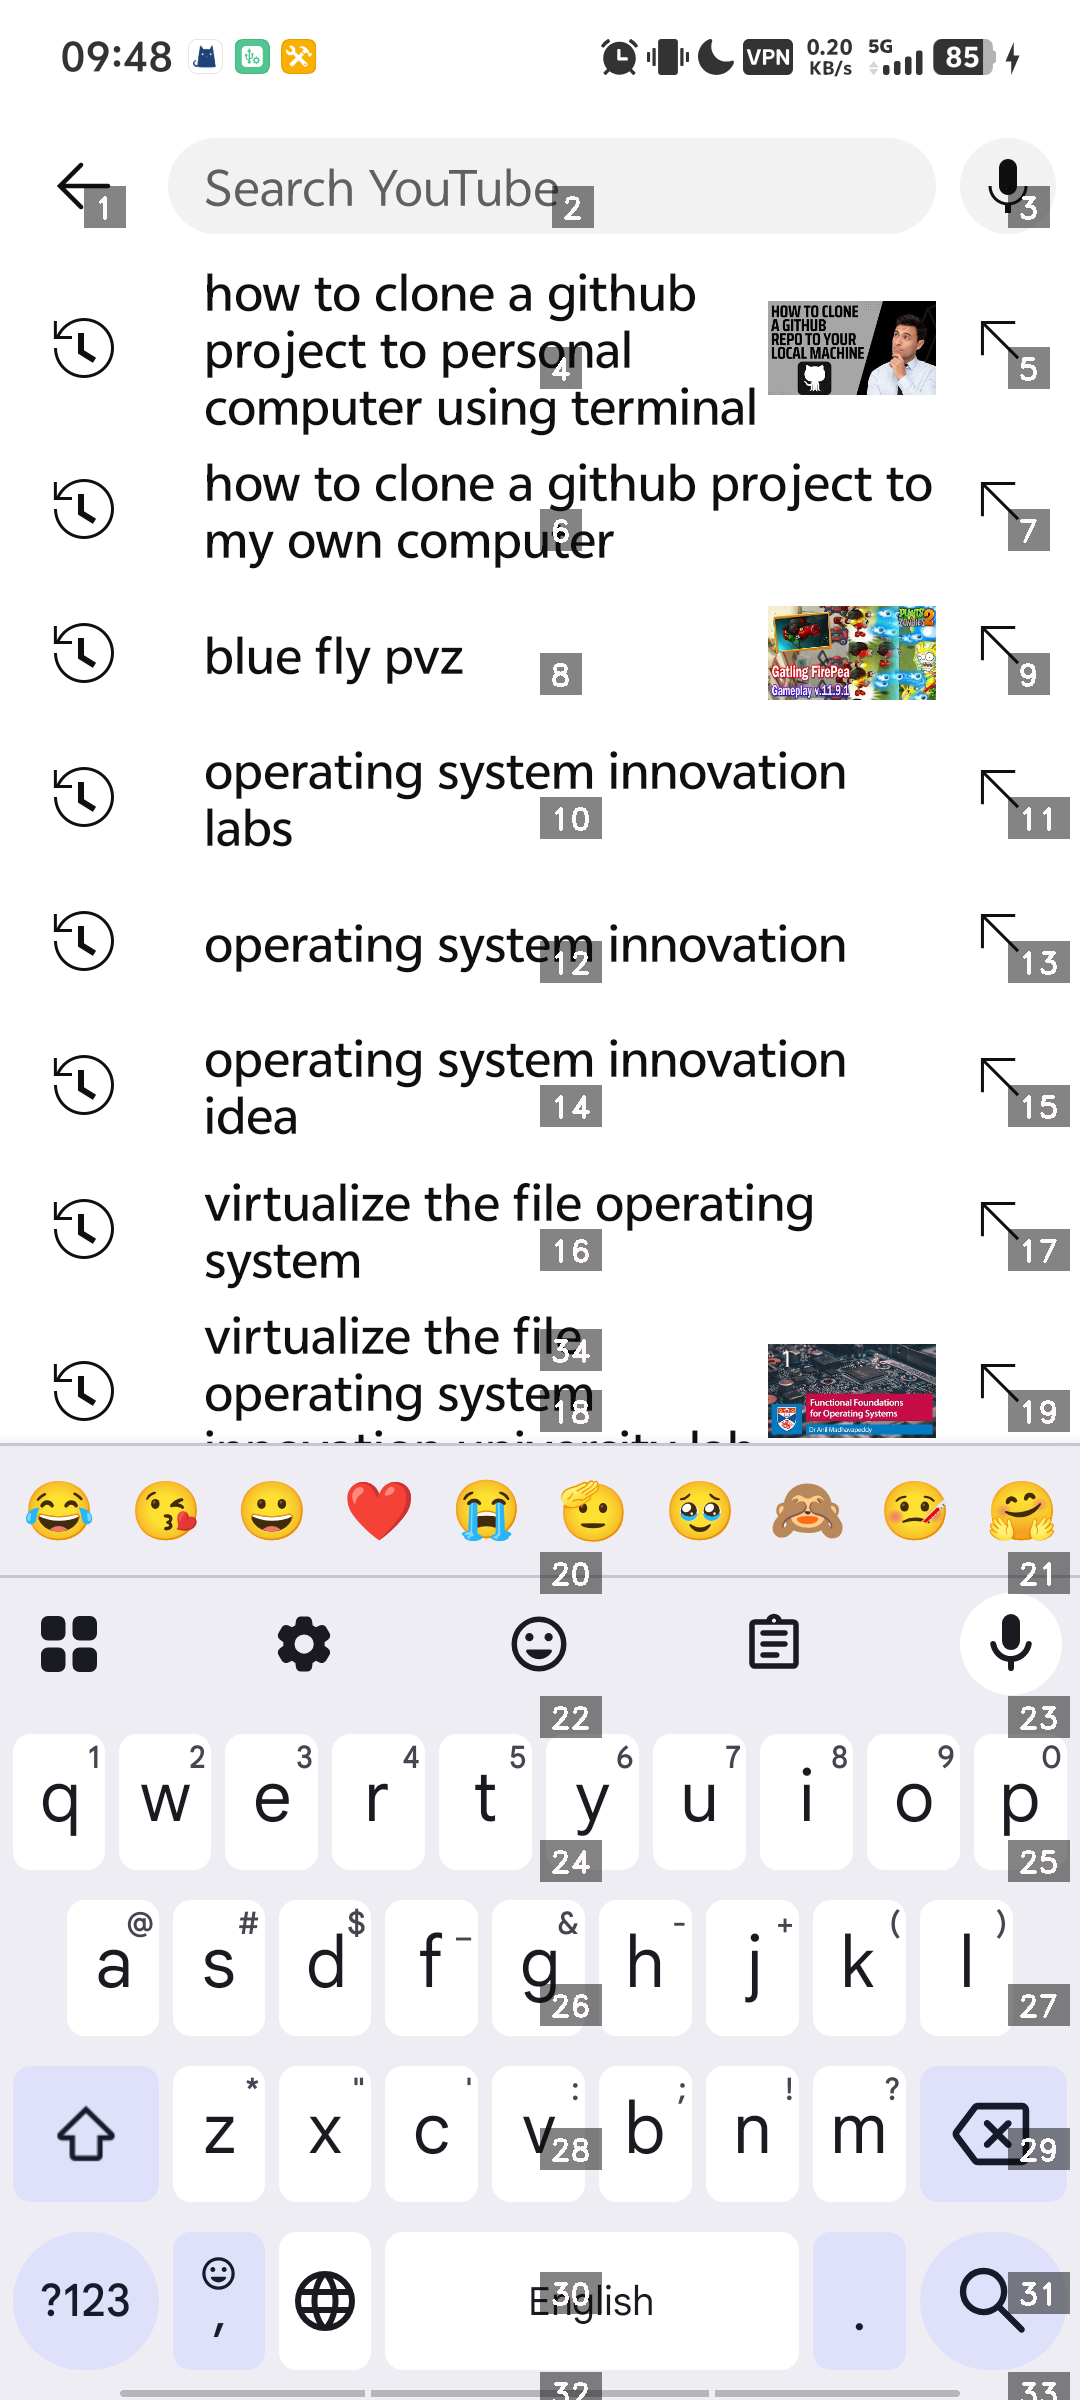 09:48
VPN
0.20
KB/s
5G
85
Search YouTube
1
2
3
how to clone a github
project to personal
computer using terminal
HOW TO CLONE
A GITHUB
REPO TO YOUR
LOCAL MACHINE
4
5
how to clone a github project to
my own computer
6
7
blue fly pvz
PLANTS
ZOMBIES 2
Gatling FirePea
Gameplay v.11.9.1
8
9
operating system innovation
labs
10
11
operating system innovation
12
13
operating system innovation
idea
14
15
virtualize the file operating
system
16
17
virtualize the file
operating system
innovation university lab
34
18
1
Functional Foundations
for Operating Systems
Dr Anil Madhavapeddy
19
20
21
22
23
q 1 w 2 e 3 r 4 t 5 y 6 u 7 i 8 o 9 p 0
24
25
a @ s # d $ f _ g & h - j + k ( l )
26
27
z * x " c ' v : b ; n ! m ?
28
29
?123 , English .
30
31
32
33